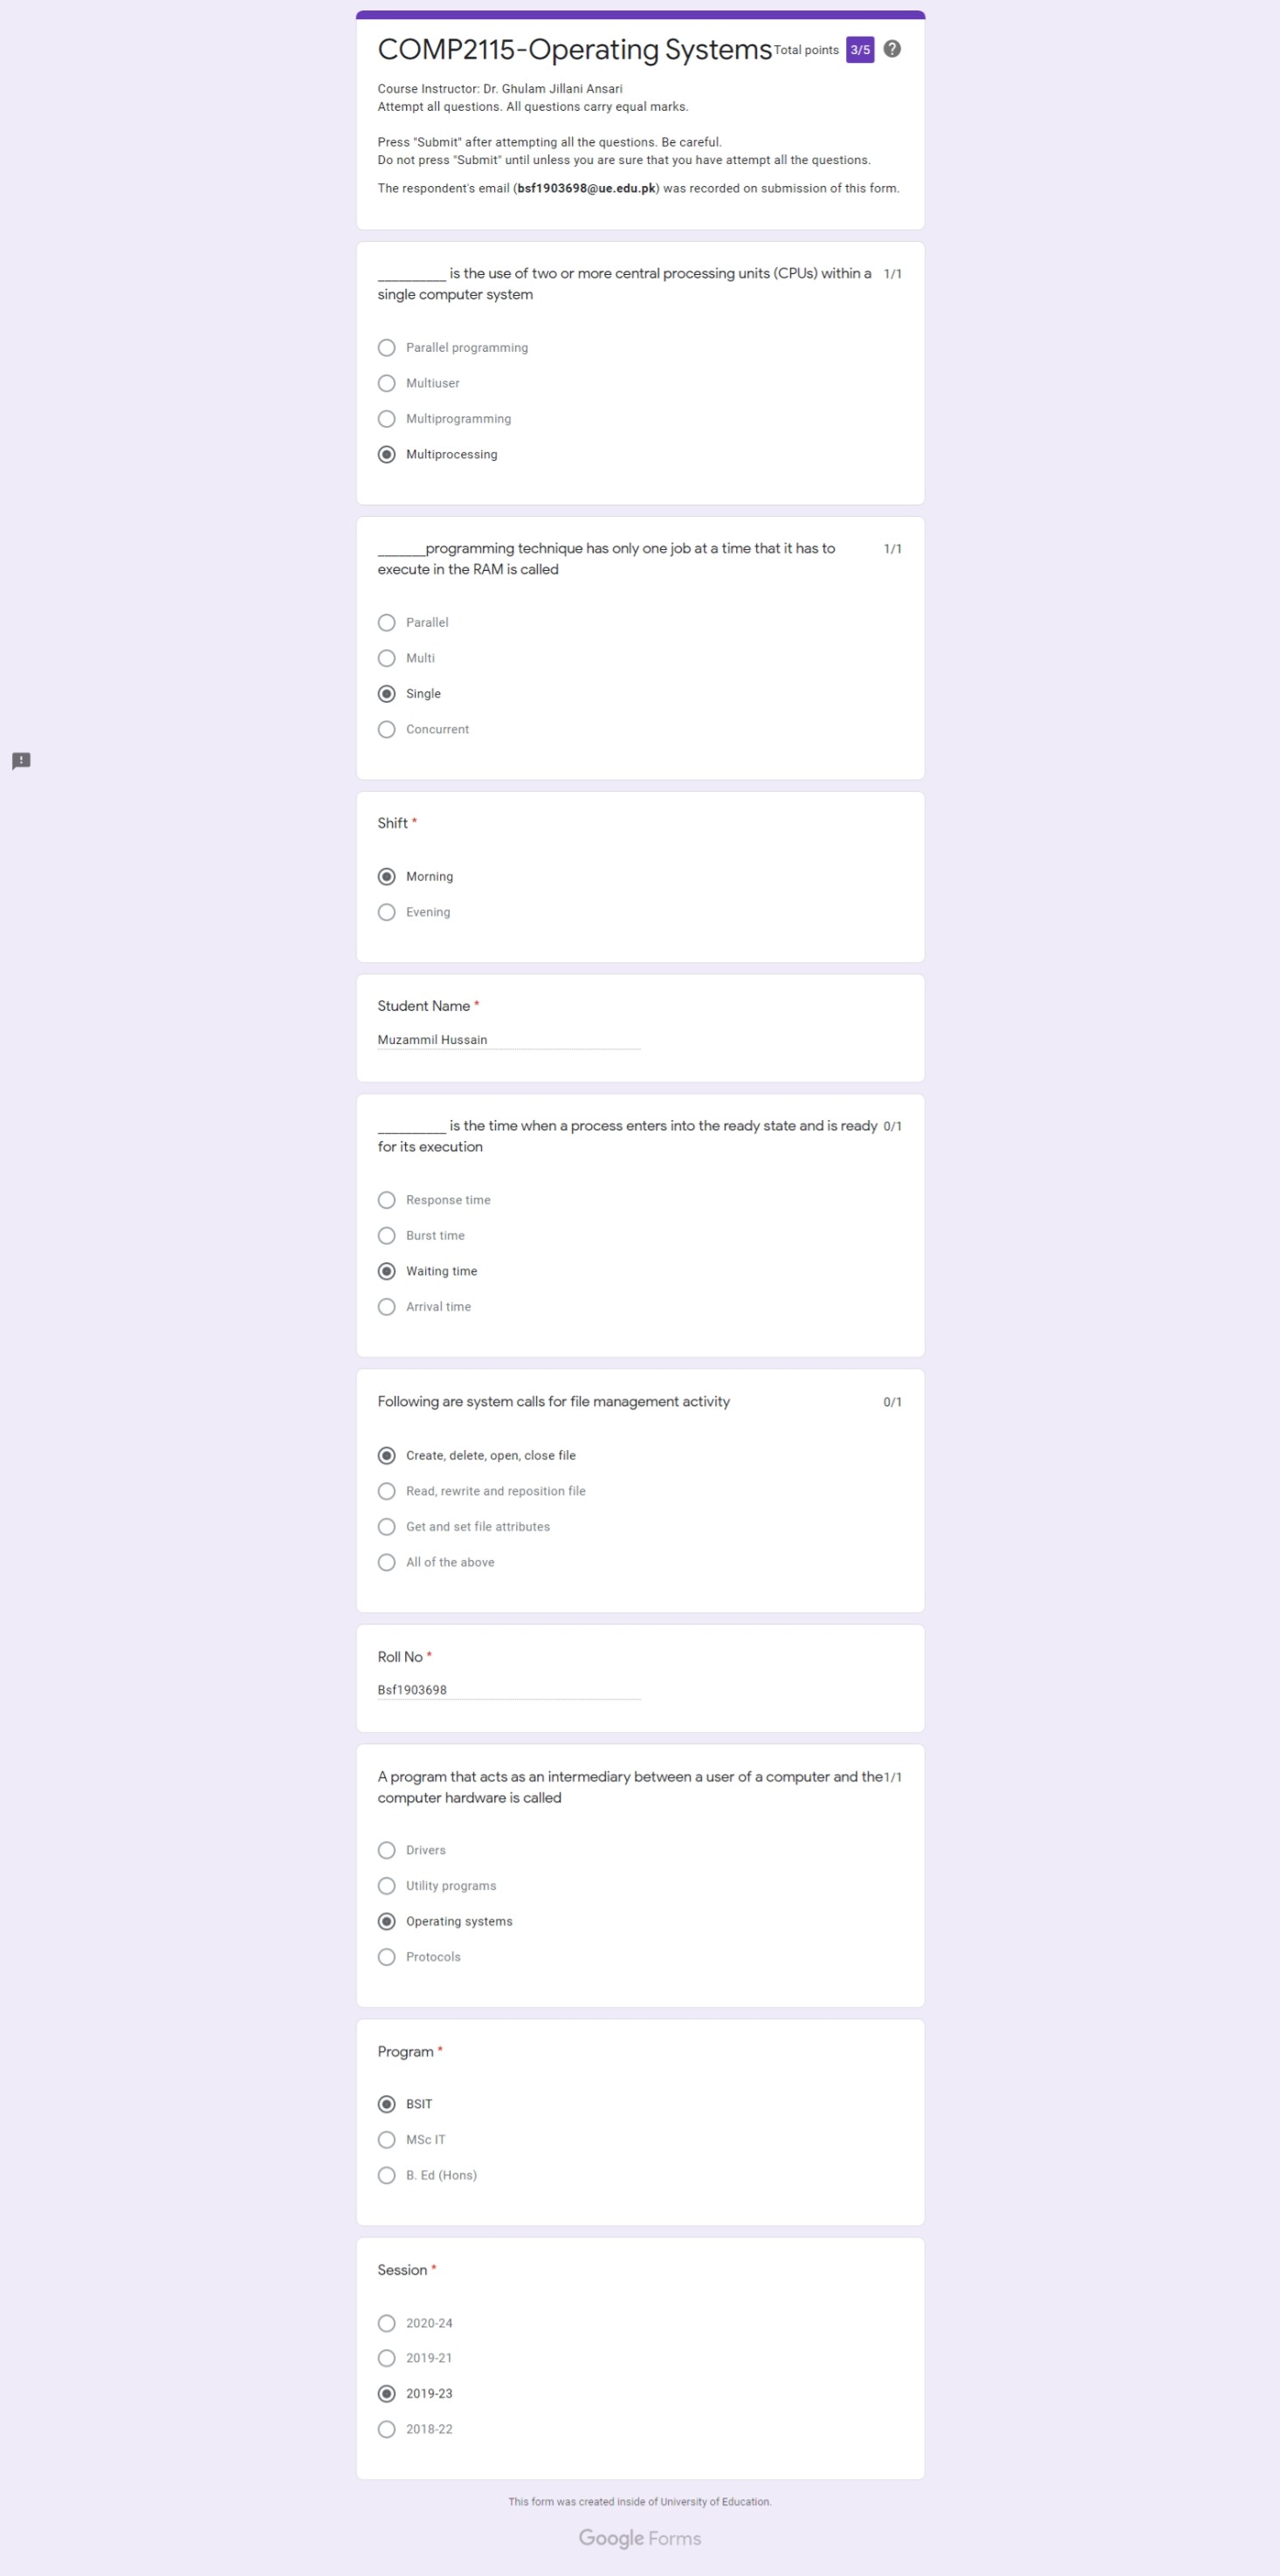 COMP2115-Operating Systems Total points 3/5
Course Instructor: Dr. Ghulam Jillani Ansari
Attempt all questions. All questions carry equal marks.
Press "Submit" after attempting all the questions. Be careful.
Do not press "Submit" until unless you are sure that you have attempt all the questions.
The respondent's email (bsf1903698@ue.edu.pk) was recorded on submission of this form.
__________ is the use of two or more central processing units (CPUs) within a 1/1
single computer system
Parallel programming
Multiuser
Multiprogramming
Multiprocessing
_______programming technique has only one job at a time that it has to 1/1
execute in the RAM is called
Parallel
Multi
Single
Concurrent
Shift *
Morning
Evening
Student Name *
Muzammil Hussain
__________ is the time when a process enters into the ready state and is ready 0/1
for its execution
Response time
Burst time
Waiting time
Arrival time
Following are system calls for file management activity 0/1
Create, delete, open, close file
Read, rewrite and reposition file
Get and set file attributes
All of the above
Roll No *
Bsf1903698
A program that acts as an intermediary between a user of a computer and the 1/1
computer hardware is called
Drivers
Utility programs
Operating systems
Protocols
Program *
BSIT
MSc IT
B. Ed (Hons)
Session *
2020-24
2019-21
2019-23
2018-22
This form was created inside of University of Education.
Google Forms